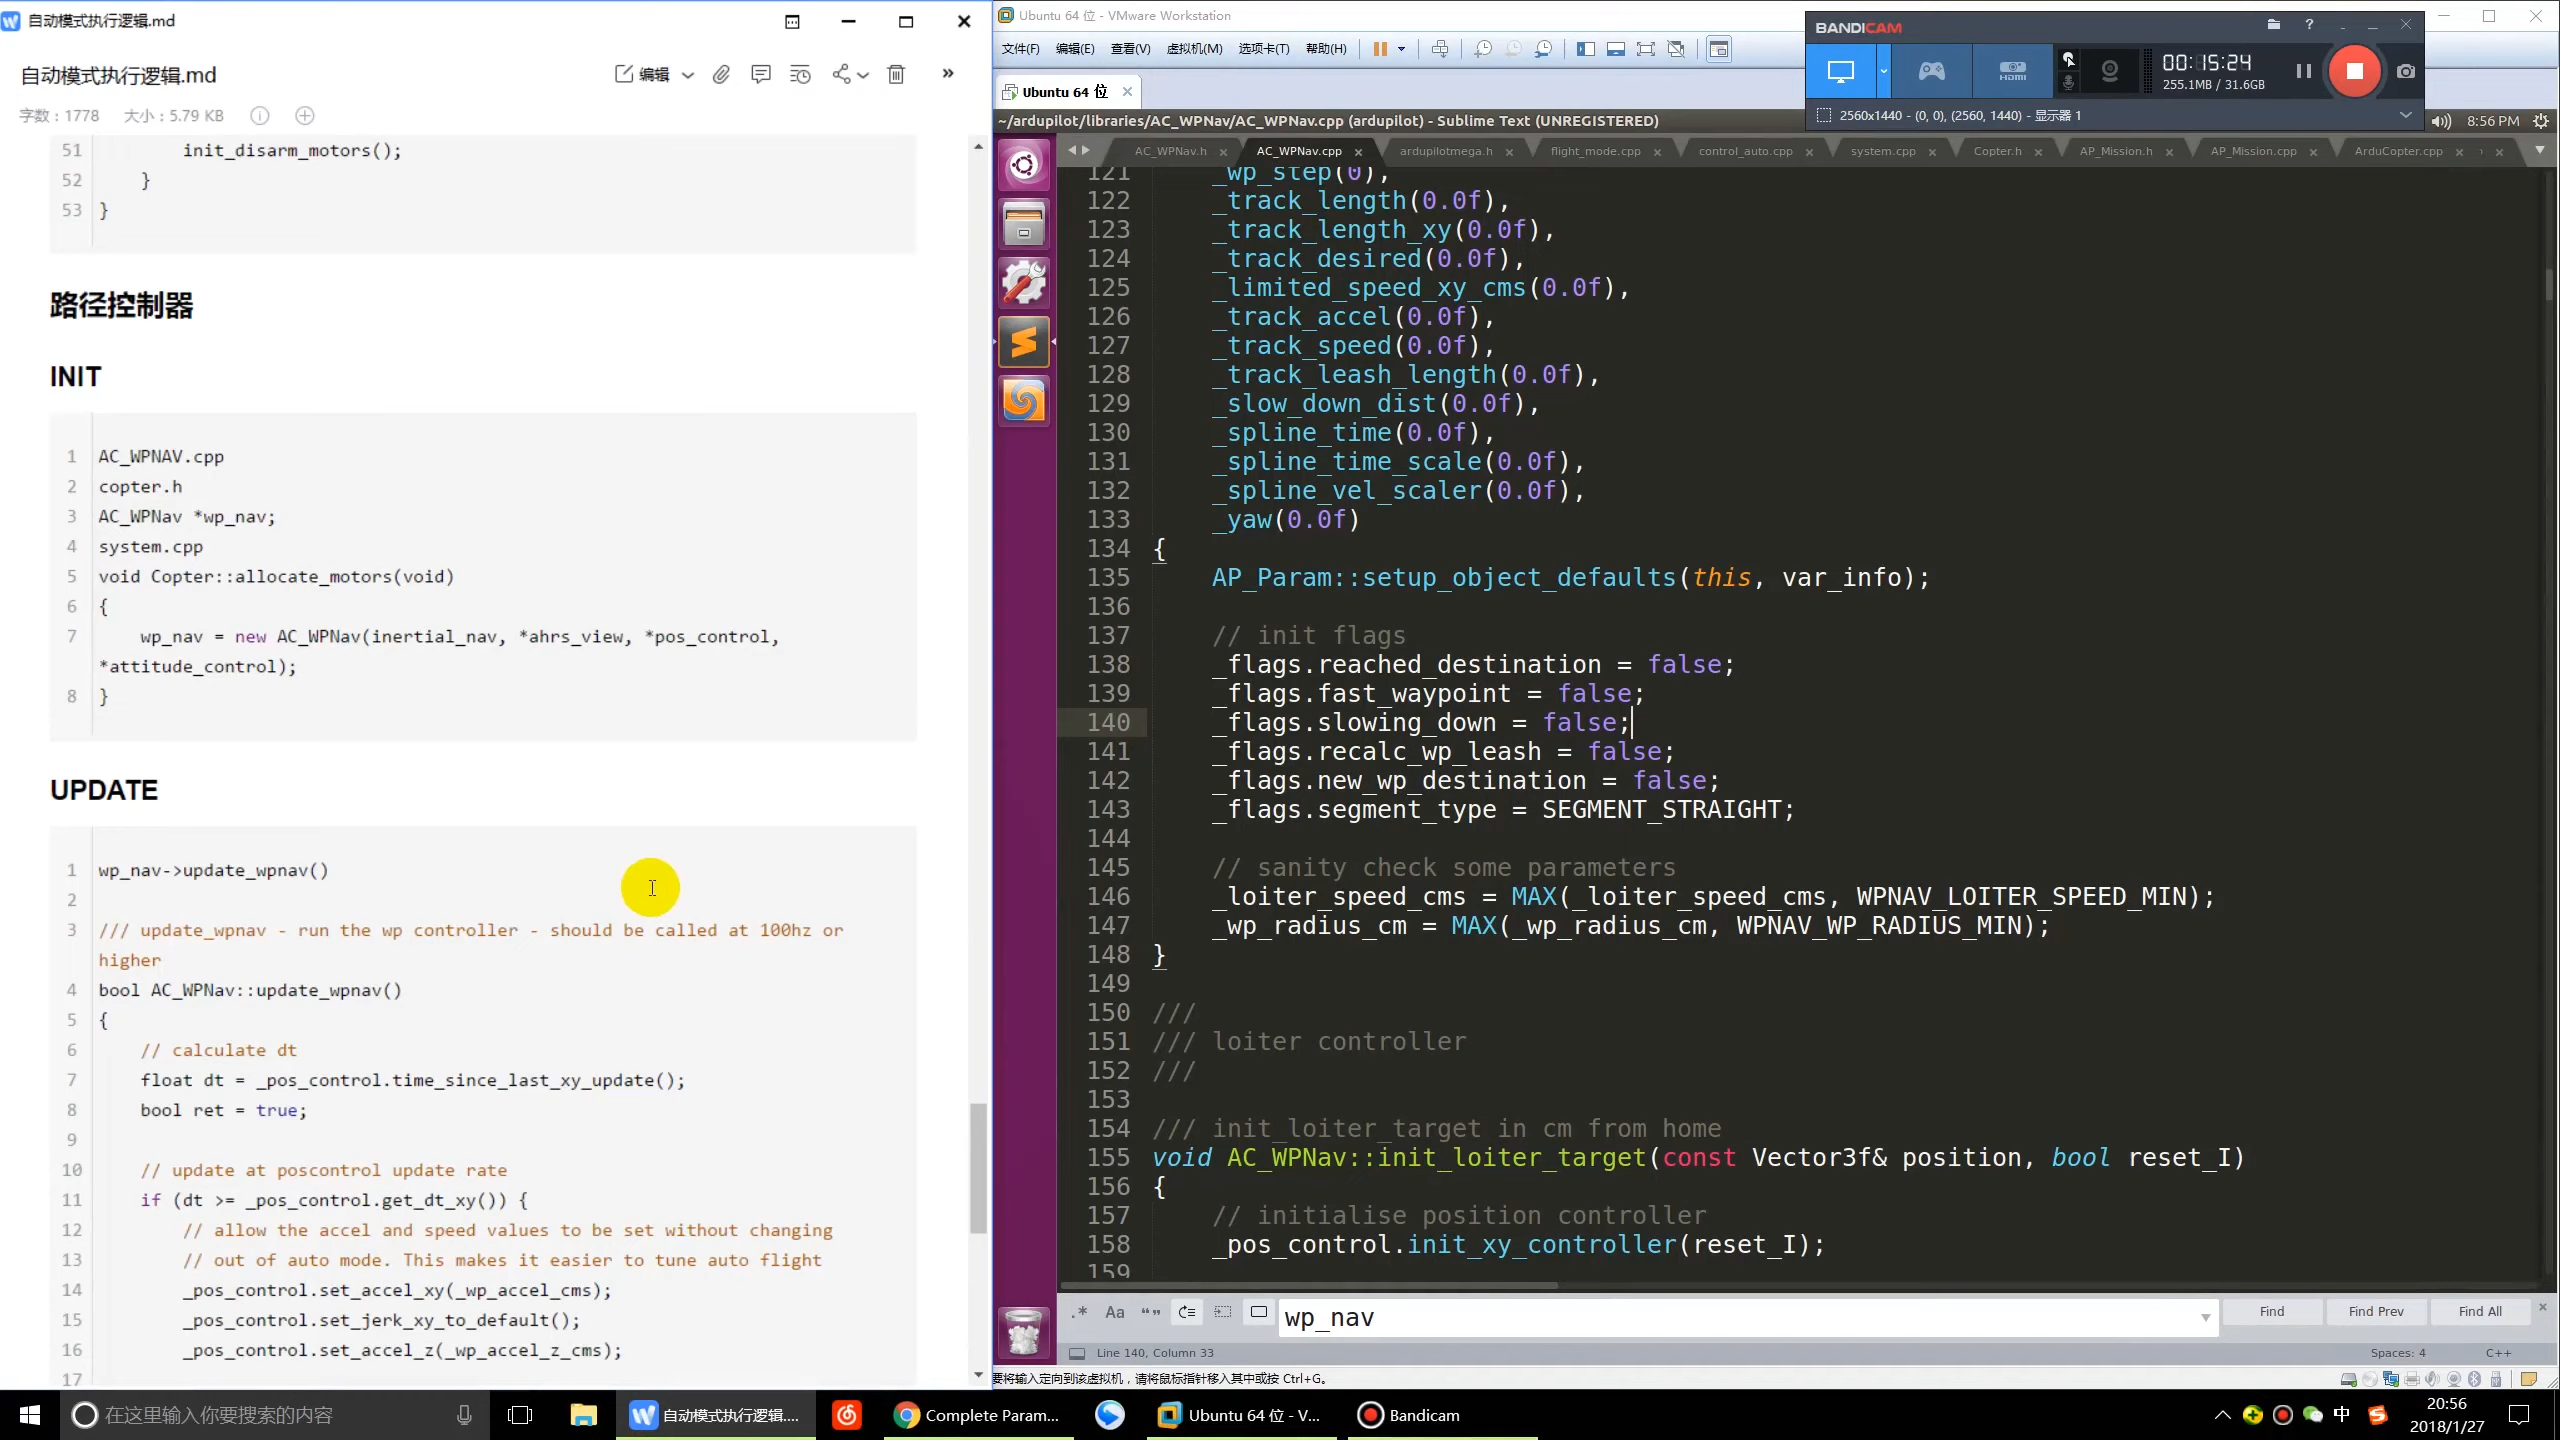 自动模式执行逻辑.md
自动模式执行逻辑.md
编辑
字数：1778 大小：5.79 KB
51 init_disarm_motors();
52 }
53 }
路径控制器
INIT
1 AC_WPNAV.cpp
2 copter.h
3 AC_WPNav *wp_nav;
4 system.cpp
5 void Copter::allocate_motors(void)
6 {
7 wp_nav = new AC_WPNav(inertial_nav, *ahrs_view, *pos_control,
*attitude_control);
8 }
UPDATE
1 wp_nav->update_wpnav()
2
3 /// update_wpnav - run the wp controller - should be called at 100hz or
higher
4 bool AC_WPNav::update_wpnav()
5 {
6 // calculate dt
7 float dt = _pos_control.time_since_last_xy_update();
8 bool ret = true;
9
10 // update at poscontrol update rate
11 if (dt >= _pos_control.get_dt_xy()) {
12 // allow the accel and speed values to be set without changing
13 // out of auto mode. This makes it easier to tune auto flight
14 _pos_control.set_accel_xy(_wp_accel_cms);
15 _pos_control.set_jerk_xy_to_default();
16 _pos_control.set_accel_z(_wp_accel_z_cms);
17
Ubuntu 64 位 - VMware Workstation
文件(F) 编辑(E) 查看(V) 虚拟机(M) 选项卡(T) 帮助(H)
Ubuntu 64 位
BANDICAM
HDMI
00:15:24
255.1MB / 31.6GB
2560x1440 - (0, 0), (2560, 1440) - 显示器 1
~/ardupilot/libraries/AC_WPNav/AC_WPNav.cpp (ardupilot) - Sublime Text (UNREGISTERED)
8:56 PM
AC_WPNav.h AC_WPNav.cpp ardupilotmega.h flight_mode.cpp control_auto.cpp system.cpp Copter.h AP_Mission.h AP_Mission.cpp ArduCopter.cpp
121 _wp_step(0),
122 _track_length(0.0f),
123 _track_length_xy(0.0f),
124 _track_desired(0.0f),
125 _limited_speed_xy_cms(0.0f),
126 _track_accel(0.0f),
127 _track_speed(0.0f),
128 _track_leash_length(0.0f),
129 _slow_down_dist(0.0f),
130 _spline_time(0.0f),
131 _spline_time_scale(0.0f),
132 _spline_vel_scaler(0.0f),
133 _yaw(0.0f)
134 {
135 AP_Param::setup_object_defaults(this, var_info);
136
137 // init flags
138 _flags.reached_destination = false;
139 _flags.fast_waypoint = false;
140 _flags.slowing_down = false;
141 _flags.recalc_wp_leash = false;
142 _flags.new_wp_destination = false;
143 _flags.segment_type = SEGMENT_STRAIGHT;
144
145 // sanity check some parameters
146 _loiter_speed_cms = MAX(_loiter_speed_cms, WPNAV_LOITER_SPEED_MIN);
147 _wp_radius_cm = MAX(_wp_radius_cm, WPNAV_WP_RADIUS_MIN);
148 }
149
150 ///
151 /// loiter controller
152 ///
153
154 /// init_loiter_target in cm from home
155 void AC_WPNav::init_loiter_target(const Vector3f& position, bool reset_I)
156 {
157 // initialise position controller
158 _pos_control.init_xy_controller(reset_I);
159
.* Aa “” wp_nav Find Find Prev Find All
Line 140, Column 33 Spaces: 4 C++
要将输入定向到该虚拟机，请将鼠标指针移入其中或按 Ctrl+G。
在这里输入你要搜索的内容 自动模式执行逻辑.... Complete Param... Ubuntu 64 位 - V... Bandicam 中 20:56
2018/1/27